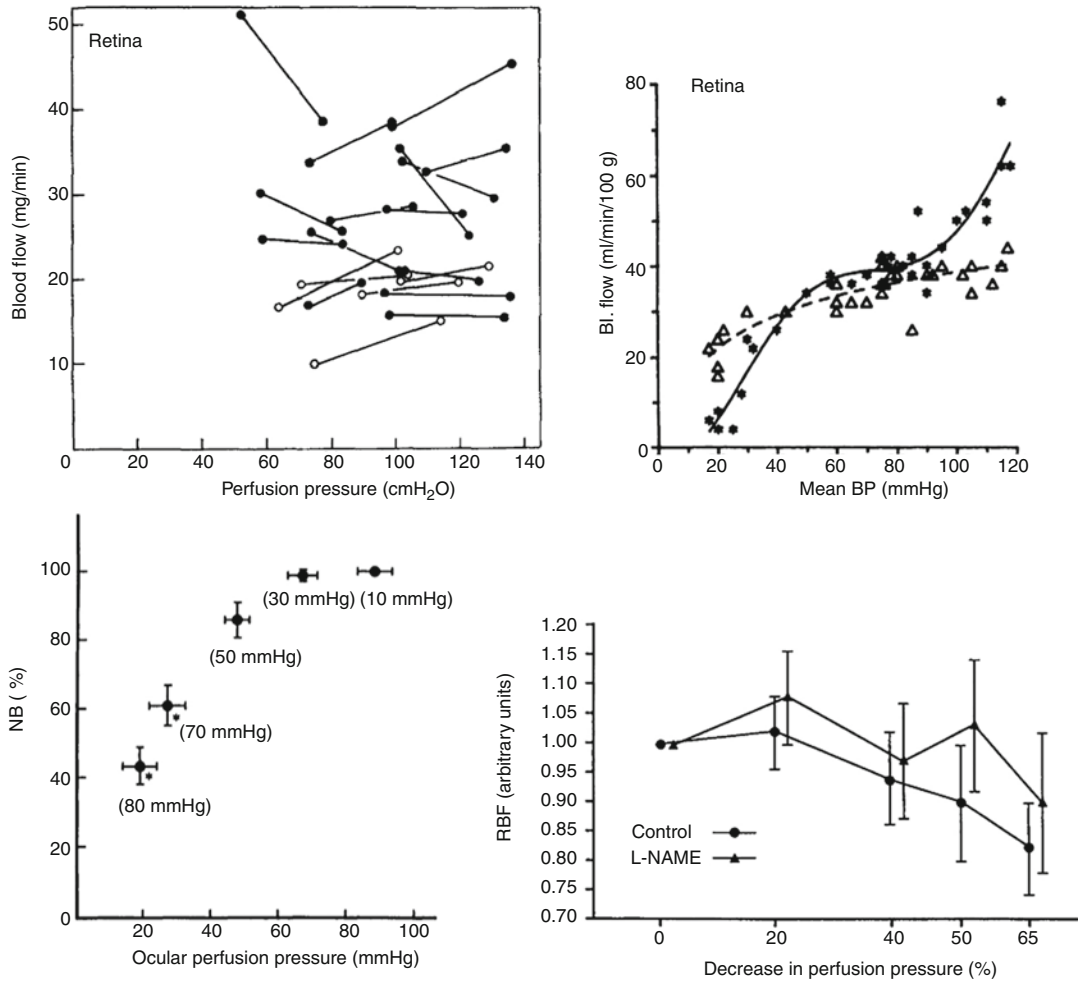 Retina
Blood flow (mg/min)
50
40
30
20
10
0
0 20 40 60 80 100 120 140
Perfusion pressure (cmH₂O)
Retina
Bl. flow (ml/min/100 g)
80
60
40
20
0
0 20 40 60 80 100 120
Mean BP (mmHg)
NB ( %)
100
80
60
40
20
0
(30 mmHg) (10 mmHg)
(50 mmHg)
(70 mmHg)
(80 mmHg)
0 20 40 60 80 100
Ocular perfusion pressure (mmHg)
RBF (arbitrary units)
1.20
1.15
1.10
1.05
1.00
0.95
0.90
0.85
0.80
0.75
0.70
Control
L-NAME
0 20 40 50 65
Decrease in perfusion pressure (%)